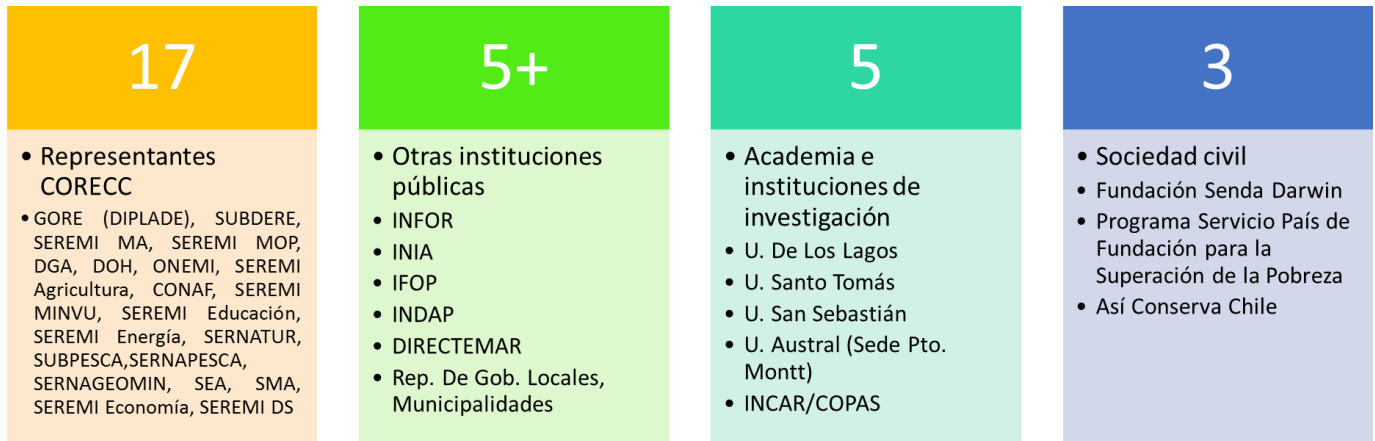 17
• Representantes
CORECC
• GORE (DIPLADE), SUBDERE,
SEREMI MA, SEREMI MOP,
DGA, DOH, ONEMI, SEREMI
Agricultura, CONAF, SEREMI
MINVU, SEREMI Educación,
SEREMI Energía, SERNATUR,
SUBPESCA,SERNAPESCA,
SERNAGEOMIN, SEA, SMA,
SEREMI Economía, SEREMI DS
5+
• Otras instituciones
públicas
• INFOR
• INIA
• IFOP
• INDAP
• DIRECTEMAR
• Rep. De Gob. Locales,
Municipalidades
5
• Academia e
instituciones de
investigación
• U. De Los Lagos
• U. Santo Tomás
• U. San Sebastián
• U. Austral (Sede Pto.
Montt)
• INCAR/COPAS
3
• Sociedad civil
• Fundación Senda Darwin
• Programa Servicio País de
Fundación para la
Superación de la Pobreza
• Así Conserva Chile